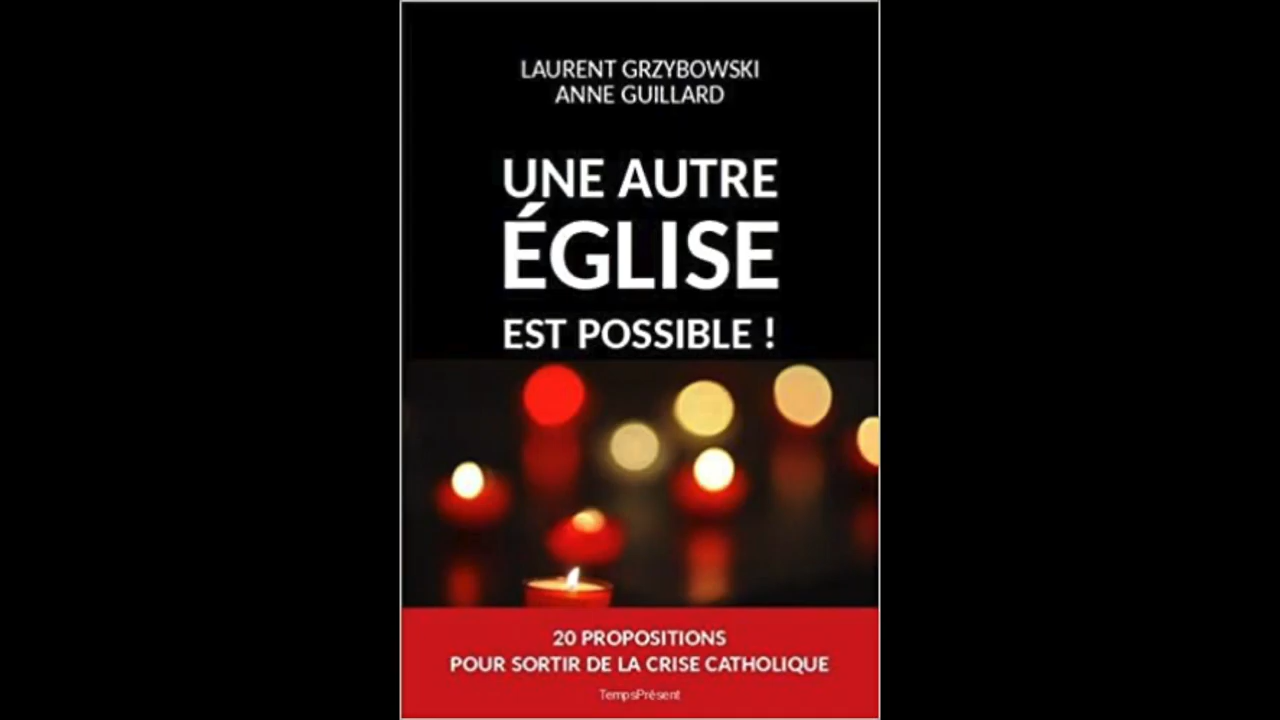 LAURENT GRZYBOWSKI
ANNE GUILLARD
UNE AUTRE
ÉGLISE
EST POSSIBLE !
20 PROPOSITIONS
POUR SORTIR DE LA CRISE CATHOLIQUE
TempsPrésent